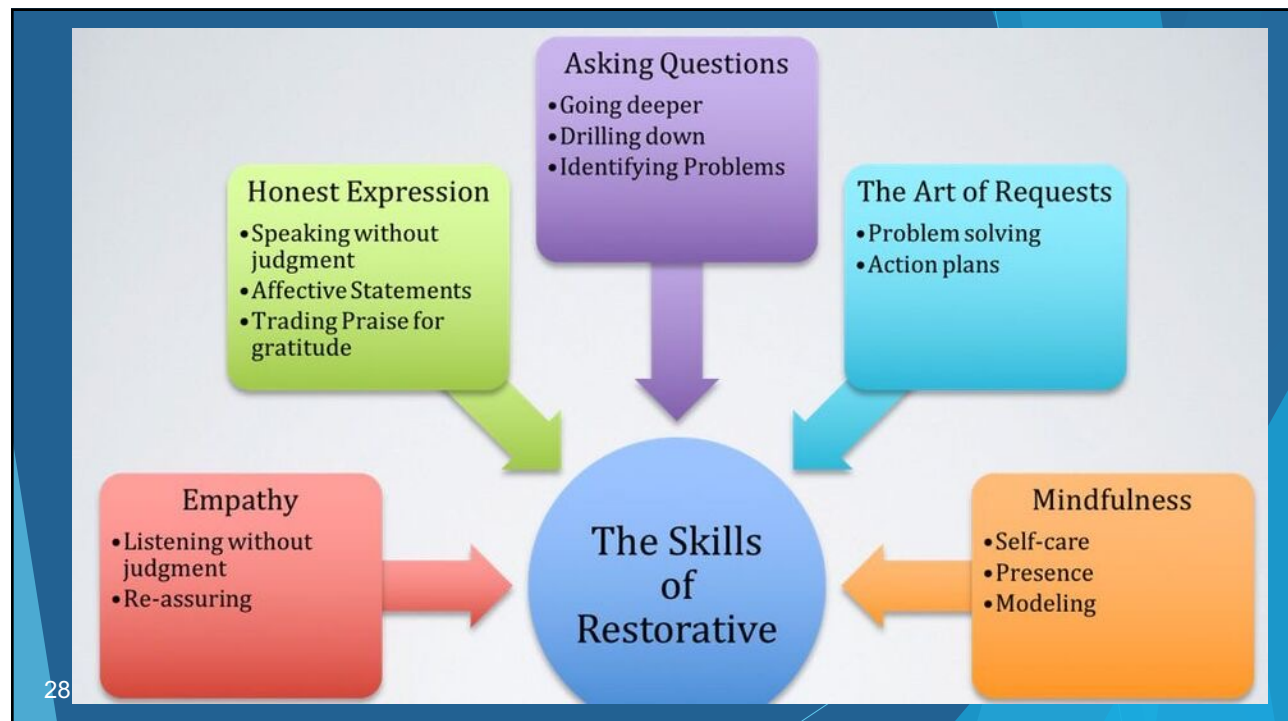 Asking Questions
•Going deeper
•Drilling down
•Identifying Problems
Honest Expression
•Speaking without
judgment
•Affective Statements
•Trading Praise for
gratitude
The Art of Requests
•Problem solving
•Action plans
Empathy
•Listening without
judgment
•Re-assuring
The Skills
of
Restorative
Mindfulness
•Self-care
•Presence
•Modeling
28